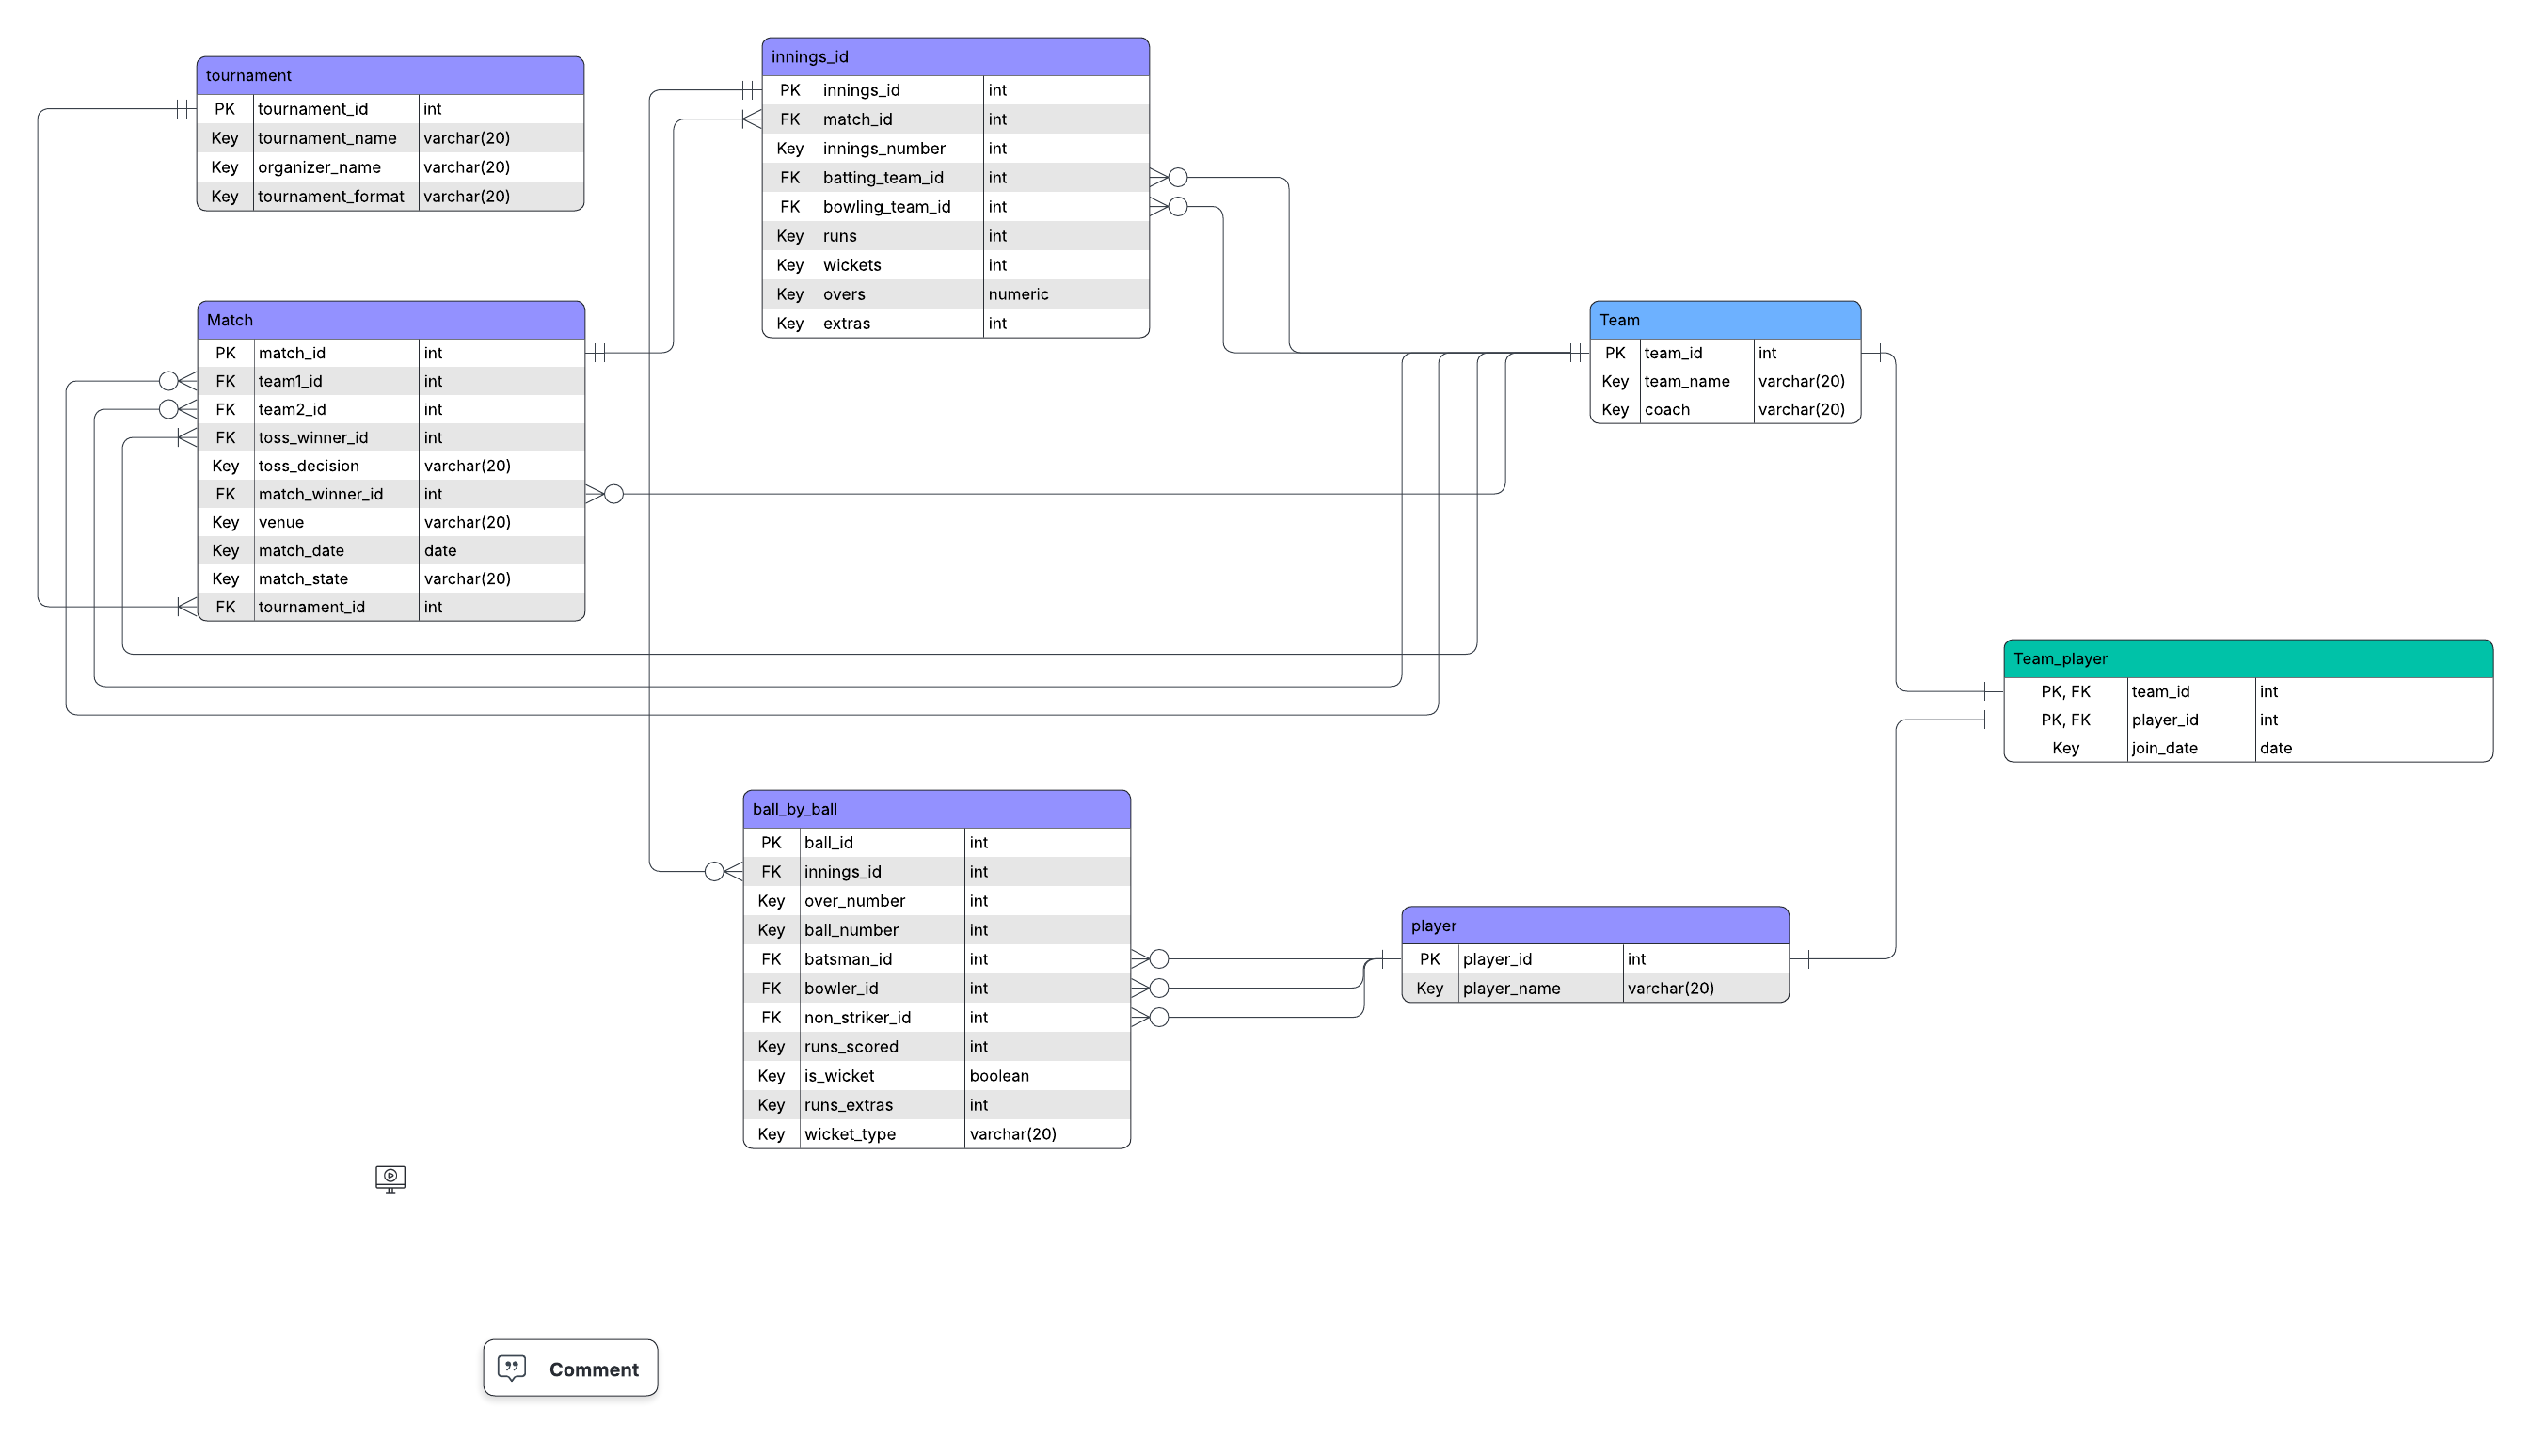 tournament
PK tournament_id int
Key tournament_name varchar(20)
Key organizer_name varchar(20)
Key tournament_format varchar(20)
innings_id
PK innings_id int
FK match_id int
Key innings_number int
FK batting_team_id int
FK bowling_team_id int
Key runs int
Key wickets int
Key overs numeric
Key extras int
Match
PK match_id int
FK team1_id int
FK team2_id int
FK toss_winner_id int
Key toss_decision varchar(20)
FK match_winner_id int
Key venue varchar(20)
Key match_date date
Key match_state varchar(20)
FK tournament_id int
Team
PK team_id int
Key team_name varchar(20)
Key coach varchar(20)
Team_player
PK, FK team_id int
PK, FK player_id int
Key join_date date
ball_by_ball
PK ball_id int
FK innings_id int
Key over_number int
Key ball_number int
FK batsman_id int
FK bowler_id int
FK non_striker_id int
Key runs_scored int
Key is_wicket boolean
Key runs_extras int
Key wicket_type varchar(20)
player
PK player_id int
Key player_name varchar(20)
Comment